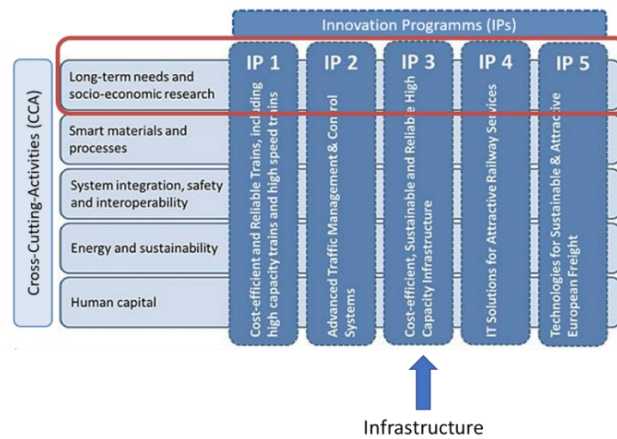 Innovation Programms (IPs)
IP 1
IP 2
IP 3
IP 4
IP 5
Cross-Cutting-Activities (CCA)
Long-term needs and
socio-economic research
Smart materials and
processes
System integration, safety
and interoperability
Energy and sustainability
Human capital
Cost-efficient and Reliable Trains, including
high capacity trains and high speed trains
Advanced Traffic Management & Control
Systems
Cost-efficient, Sustainable and Reliable High
Capacity Infrastructure
IT Solutions for Attractive Railway Services
Technologies for Sustainable & Attractive
European Freight
Infrastructure